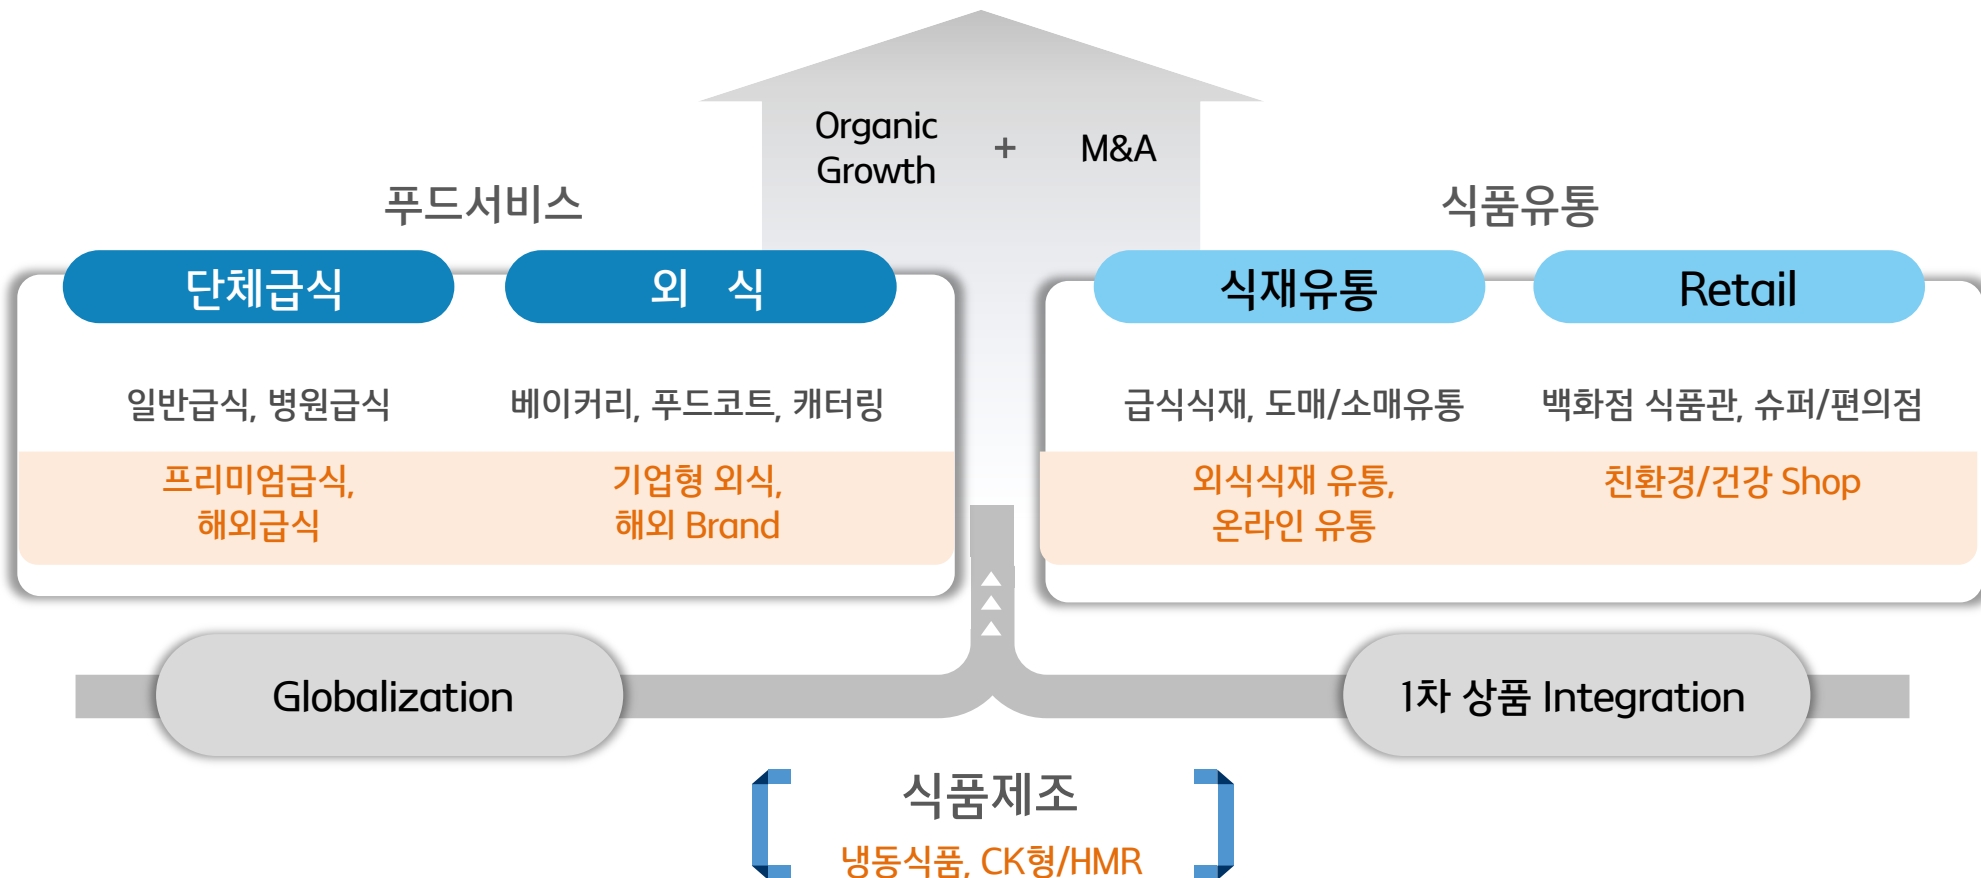 Organic
Growth
+
M&A
푸드서비스
식품유통
단체급식
외 식
식재유통
Retail
일반급식, 병원급식
베이커리, 푸드코트, 캐터링
급식식재, 도매/소매유통
백화점 식품관, 슈퍼/편의점
프리미엄급식,
해외급식
기업형 외식,
해외 Brand
외식식재 유통,
온라인 유통
친환경/건강 Shop
Globalization
1차 상품 Integration
식품제조
냉동식품, CK형/HMR